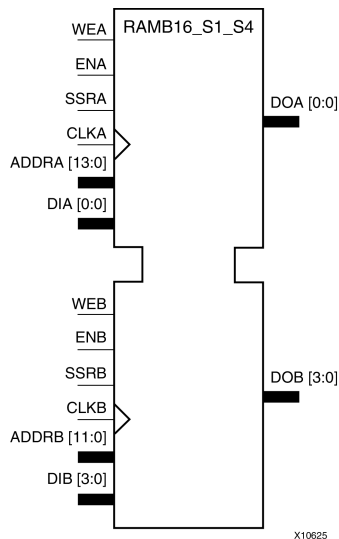 RAMB16_S1_S4
WEA
ENA
SSRA
CLKA
ADDRA [13:0]
DIA [0:0]
DOA [0:0]
WEB
ENB
SSRB
CLKB
ADDRB [11:0]
DIB [3:0]
DOB [3:0]
X10625